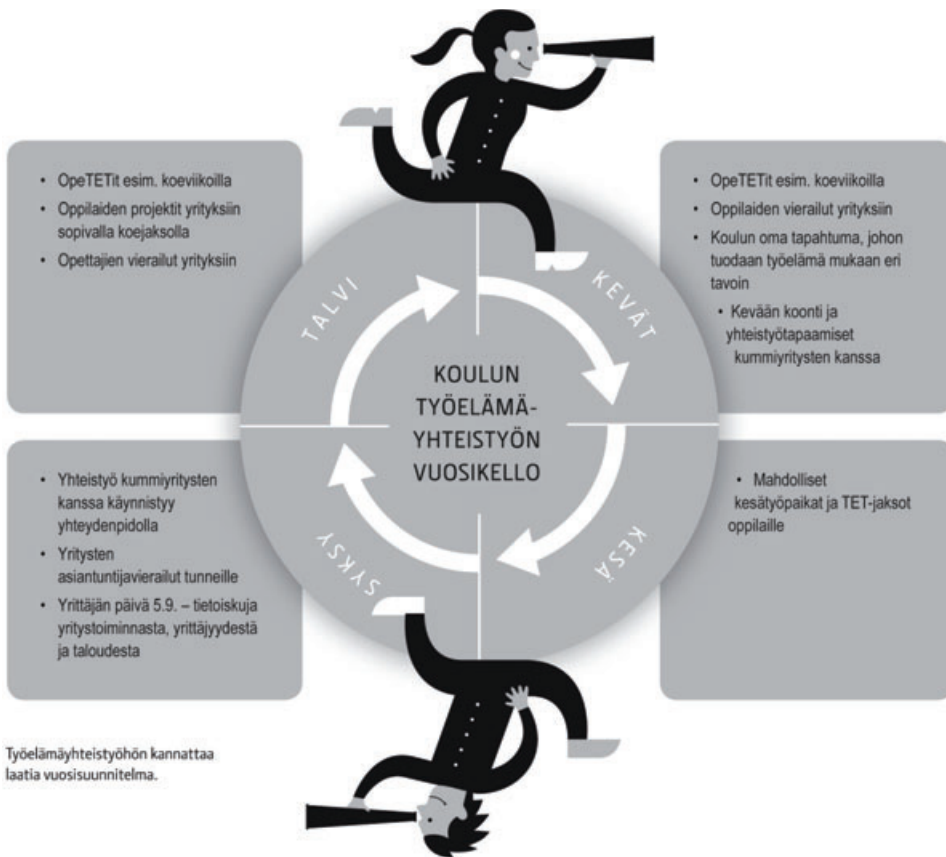 • OpeTETit esim. koeviikoilla
• Oppilaiden projektit yrityksiin
sopivalla koejaksolla
• Opettajien vierailut yrityksiin
• OpeTETit esim. koeviikoilla
• Oppilaiden vierailut yrityksiin
• Koulun oma tapahtuma, johon
tuodaan työelämä mukaan eri
tavoin
• Kevään koonti ja
yhteistyötapaamiset
kummiyritysten kanssa
TALVI
KEVÄT
KOULUN
TYÖELÄMÄ-
YHTEISTYÖN
VUOSIKELLO
SYKSY
KESÄ
• Yhteistyö kummiyritysten
kanssa käynnistyy
yhteydenpidolla
• Yritysten
asiantuntijavierailut tunneille
• Yrittäjän päivä 5.9. – tietoiskuja
yritystoiminnasta, yrittäjyydestä
ja taloudesta
• Mahdolliset
kesätyöpaikat ja TET-jaksot
oppilaille
Työelämäyhteistyöhön kannattaa
laatia vuosisuunnitelma.